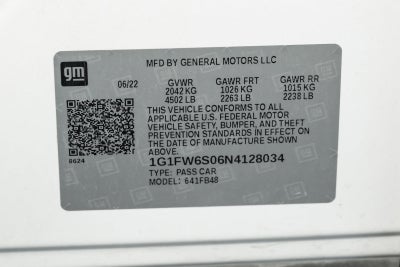 gm
MFD BY GENERAL MOTORS LLC
06/22 GVWR GAWR FRT GAWR RR
2042 KG 1026 KG 1015 KG
4502 LB 2263 LB 2238 LB
THIS VEHICLE CONFORMS TO ALL
APPLICABLE U.S. FEDERAL MOTOR
VEHICLE SAFETY, BUMPER, AND THEFT
PREVENTION STANDARDS IN EFFECT ON THE
DATE OF MANUFACTURE SHOWN ABOVE.
8624
1G1FW6S06N4128034
TYPE: PASS CAR
MODEL: 641FB48